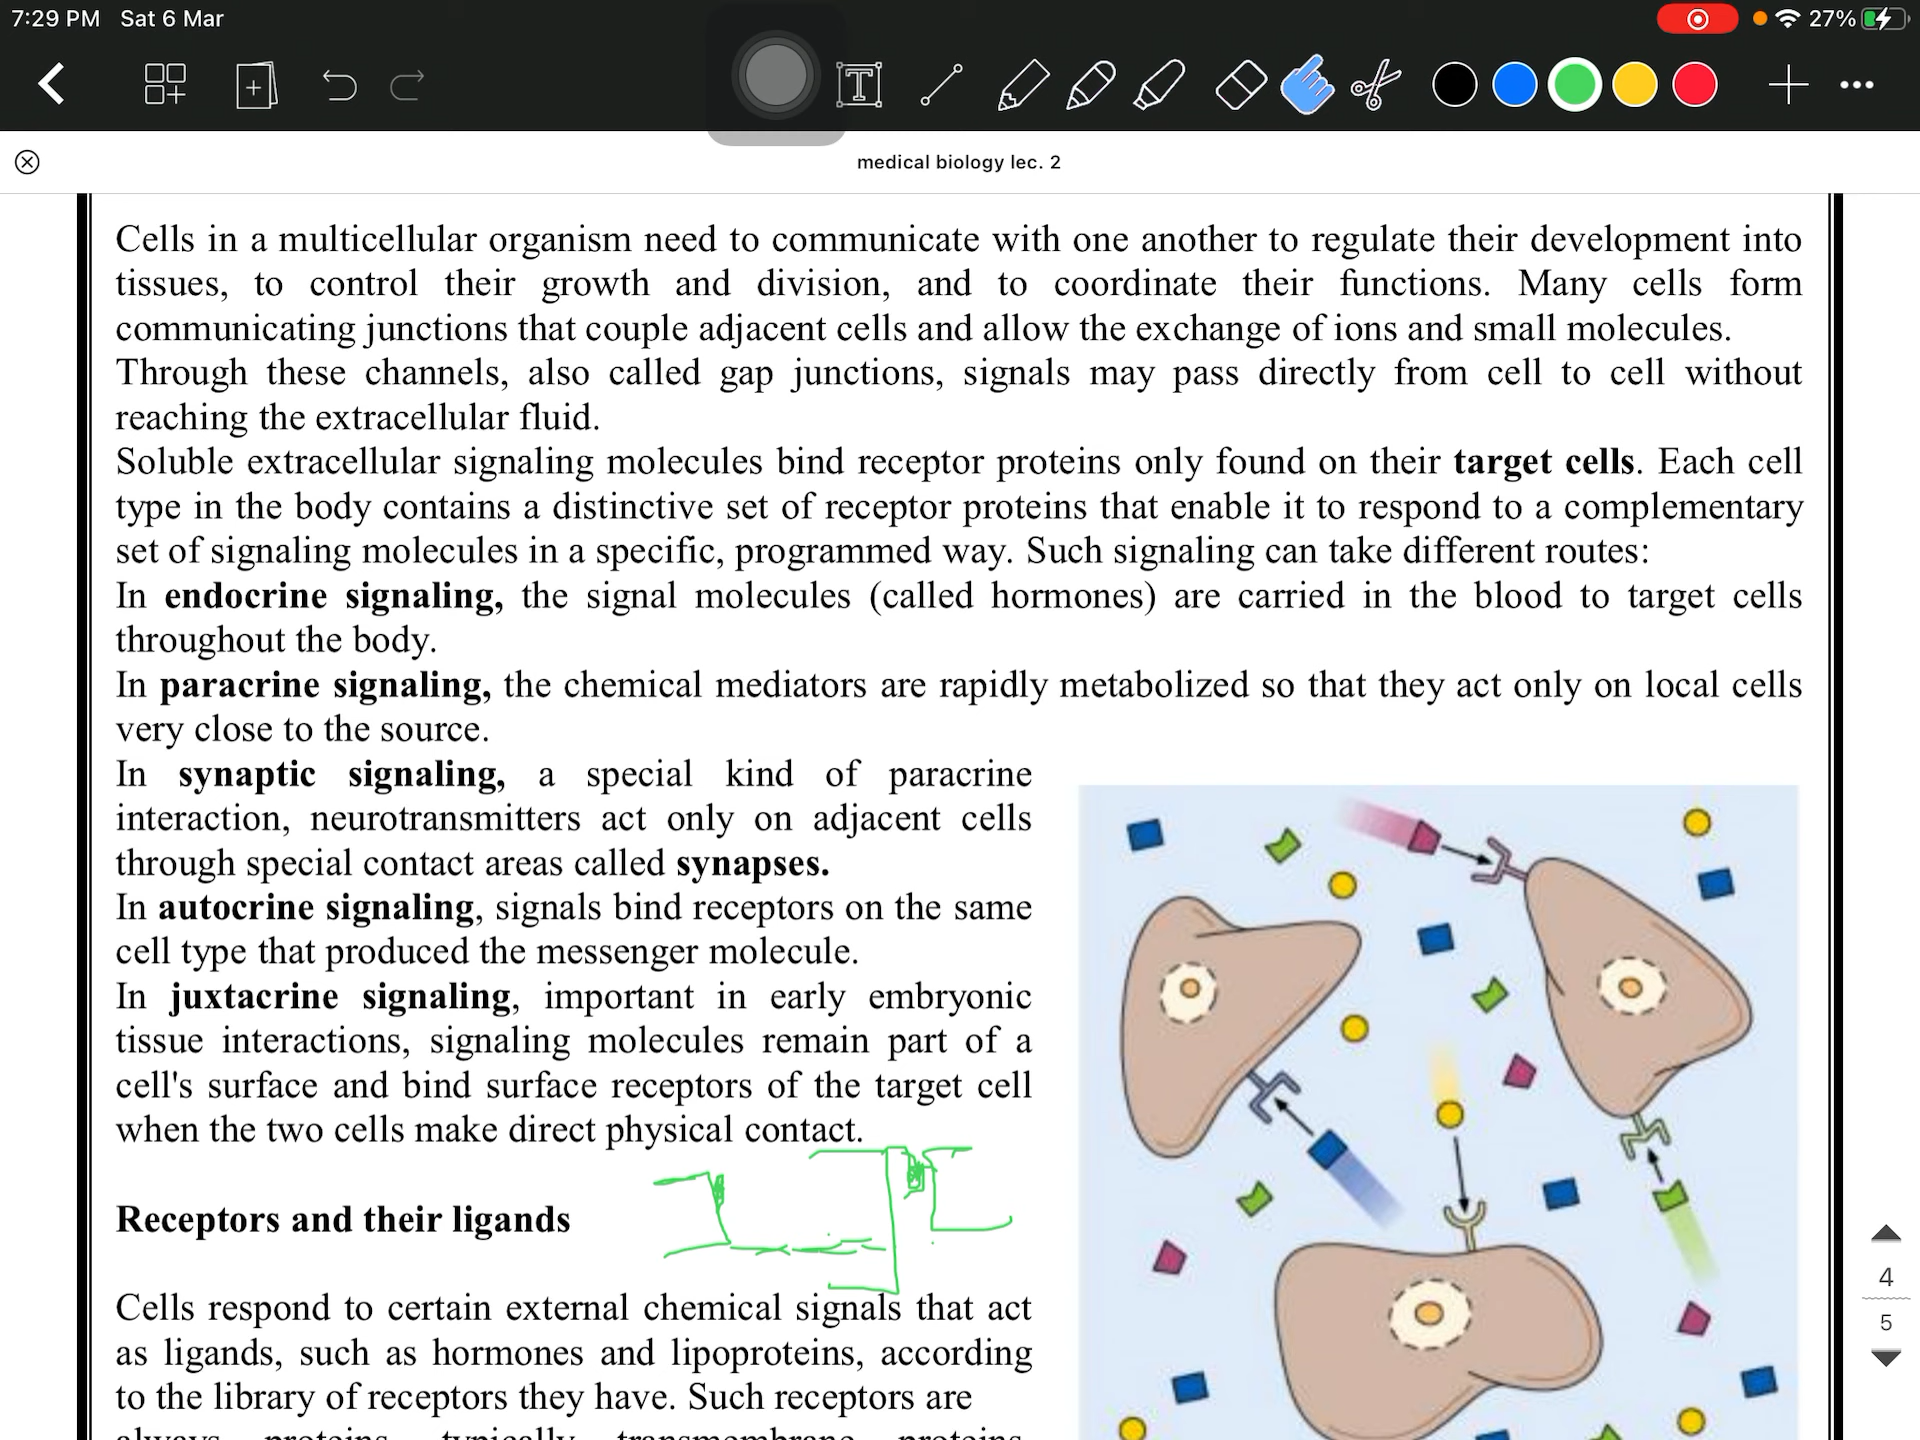 7:29 PM Sat 6 Mar
27%
T
medical biology lec. 2
Cells in a multicellular organism need to communicate with one another to regulate their development into
tissues, to control their growth and division, and to coordinate their functions. Many cells form
communicating junctions that couple adjacent cells and allow the exchange of ions and small molecules.
Through these channels, also called gap junctions, signals may pass directly from cell to cell without
reaching the extracellular fluid.
Soluble extracellular signaling molecules bind receptor proteins only found on their target cells. Each cell
type in the body contains a distinctive set of receptor proteins that enable it to respond to a complementary
set of signaling molecules in a specific, programmed way. Such signaling can take different routes:
In endocrine signaling, the signal molecules (called hormones) are carried in the blood to target cells
throughout the body.
In paracrine signaling, the chemical mediators are rapidly metabolized so that they act only on local cells
very close to the source.
In synaptic signaling, a special kind of paracrine
interaction, neurotransmitters act only on adjacent cells
through special contact areas called synapses.
In autocrine signaling, signals bind receptors on the same
cell type that produced the messenger molecule.
In juxtacrine signaling, important in early embryonic
tissue interactions, signaling molecules remain part of a
cell's surface and bind surface receptors of the target cell
when the two cells make direct physical contact.
Receptors and their ligands
Cells respond to certain external chemical signals that act
as ligands, such as hormones and lipoproteins, according
to the library of receptors they have. Such receptors are
always proteins, typically transmembrane proteins.
4
5